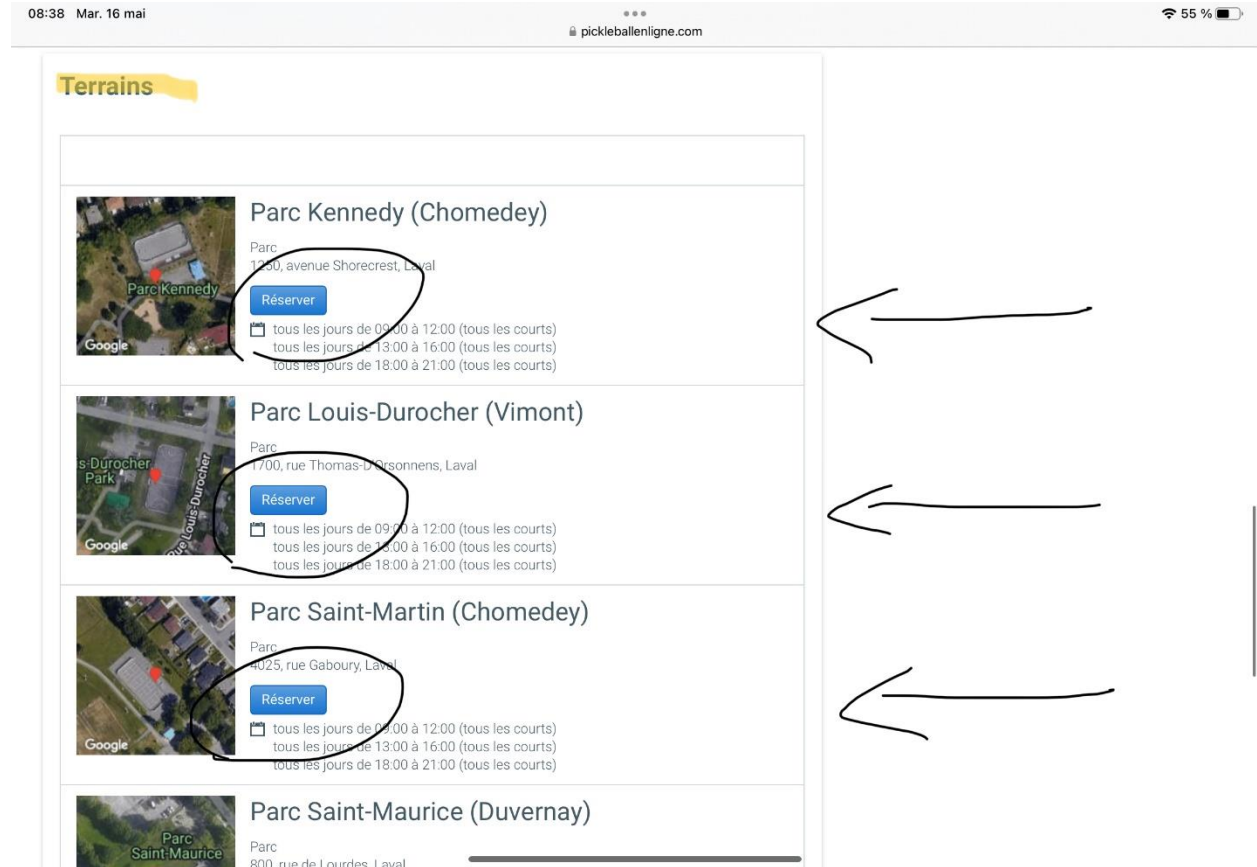 08:38 Mar. 16 mai
55 %
pickleballenligne.com
Terrains
Parc Kennedy (Chomedey)
Parc
1250, avenue Shorecrest, Laval
Réserver
tous les jours de 09:00 à 12:00 (tous les courts)
tous les jours de 13:00 à 16:00 (tous les courts)
tous les jours de 18:00 à 21:00 (tous les courts)
Parc Kennedy
Google
Parc Louis-Durocher (Vimont)
Parc
1700, rue Thomas-D'Orsonnens, Laval
Réserver
tous les jours de 09:00 à 12:00 (tous les courts)
tous les jours de 13:00 à 16:00 (tous les courts)
tous les jours de 18:00 à 21:00 (tous les courts)
s-Durocher
Park
Rue Louis-Durocher
Google
Parc Saint-Martin (Chomedey)
Parc
4025, rue Gaboury, Laval
Réserver
tous les jours de 09:00 à 12:00 (tous les courts)
tous les jours de 13:00 à 16:00 (tous les courts)
tous les jours de 18:00 à 21:00 (tous les courts)
Google
Parc Saint-Maurice (Duvernay)
Parc
800, rue de Lourdes, Laval
Parc
Saint-Maurice